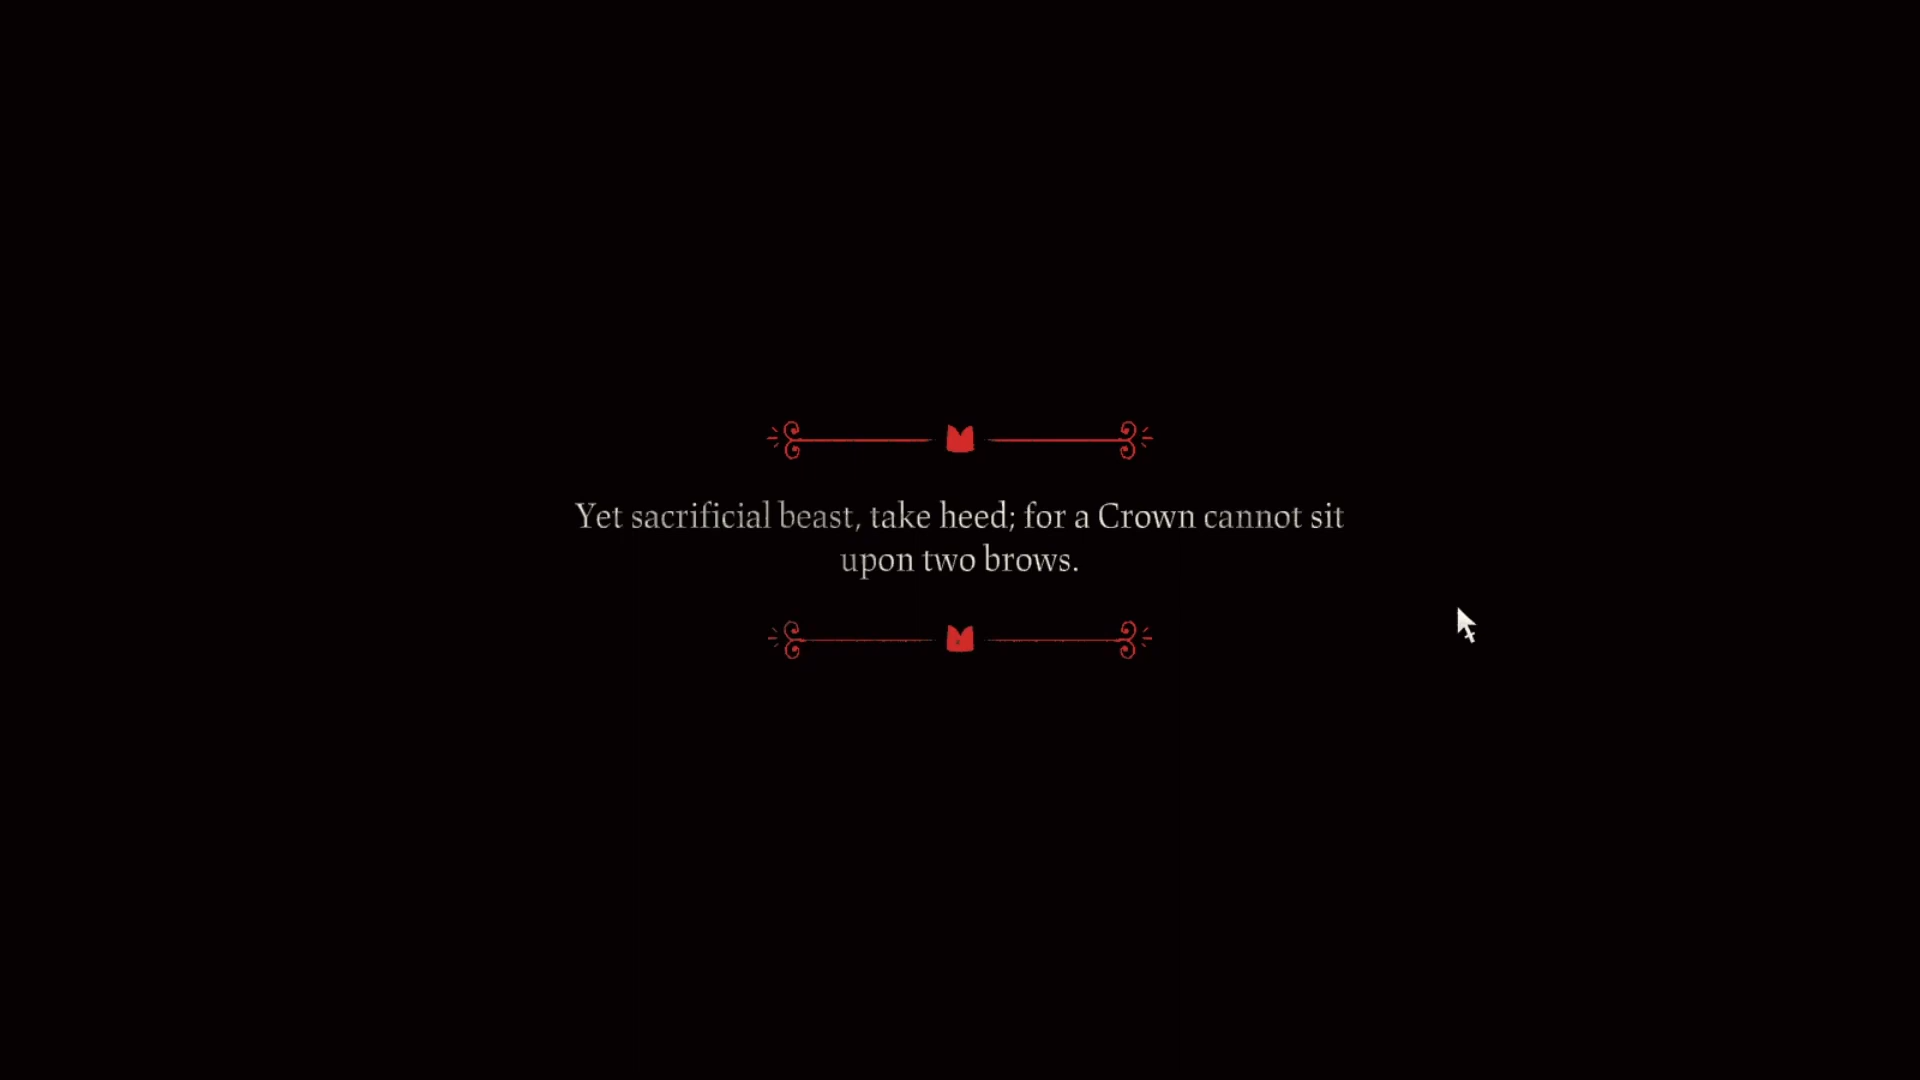 Yet sacrificial beast, take heed; for a Crown cannot sit
upon two brows.